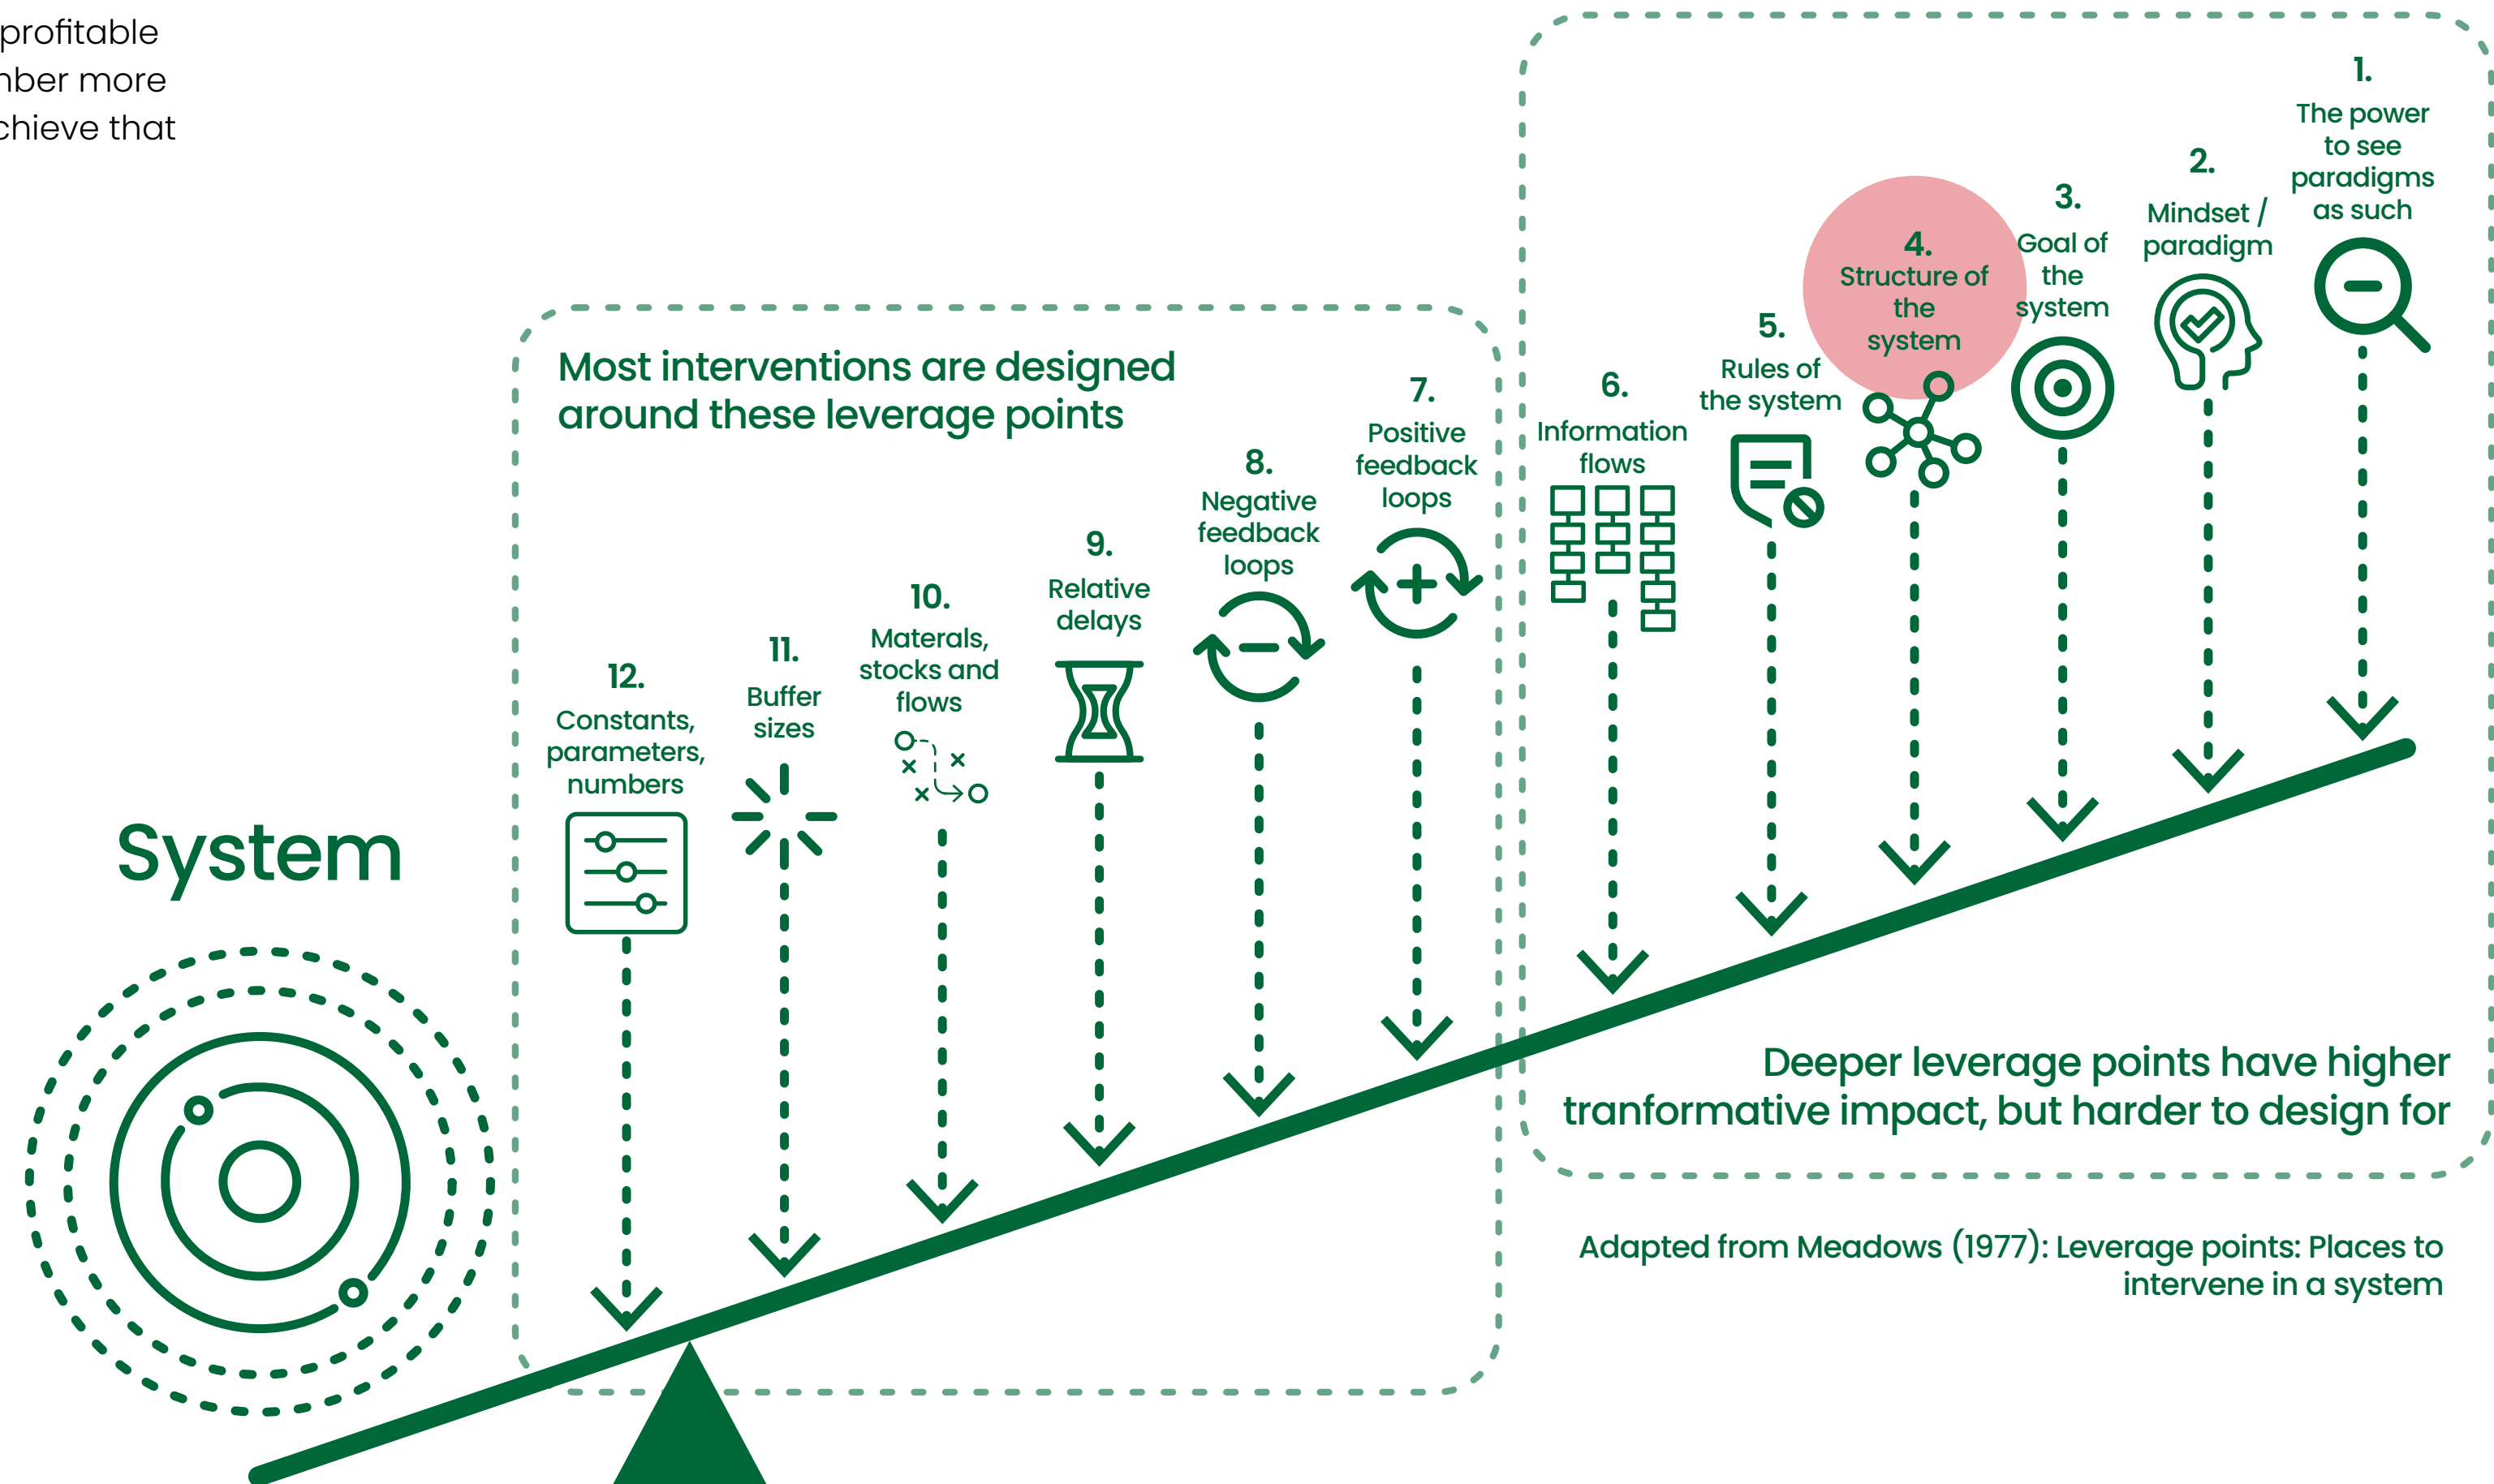 profitable
more
that
System
Most interventions are designed
around these leverage points
12.
Constants,
parameters,
numbers
11.
Buffer
sizes
10.
Materals,
stocks and
flows
9.
Relative
delays
8.
Negative
feedback
loops
7.
Positive
feedback
loops
6.
Information
flows
5.
Rules of
the system
4.
Structure of
the
system
3.
Goal of
the
system
2.
Mindset /
paradigm
1.
The power
to see
paradigms
as such
Deeper leverage points have higher
tranformative impact, but harder to design for
Adapted from Meadows (1977): Leverage points: Places to
intervene in a system